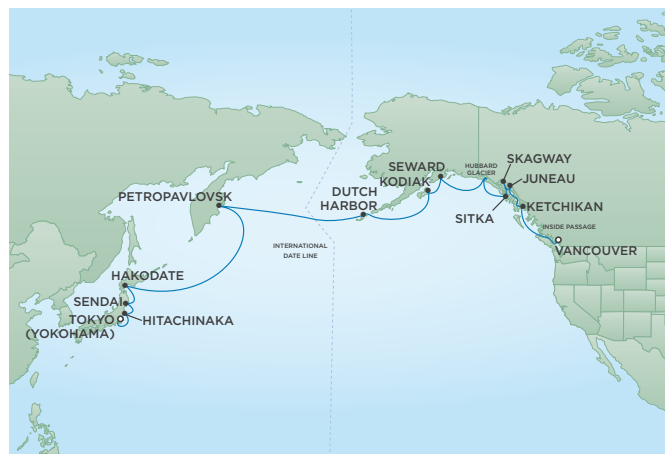 HUBBARD
GLACIER
SKAGWAY
SEWARD
KODIAK
JUNEAU
PETROPAVLOVSK
DUTCH
HARBOR
KETCHIKAN
SITKA
INSIDE PASSAGE
INTERNATIONAL
DATE LINE
VANCOUVER
HAKODATE
SENDAI
TOKYO
(YOKOHAMA)
HITACHINAKA